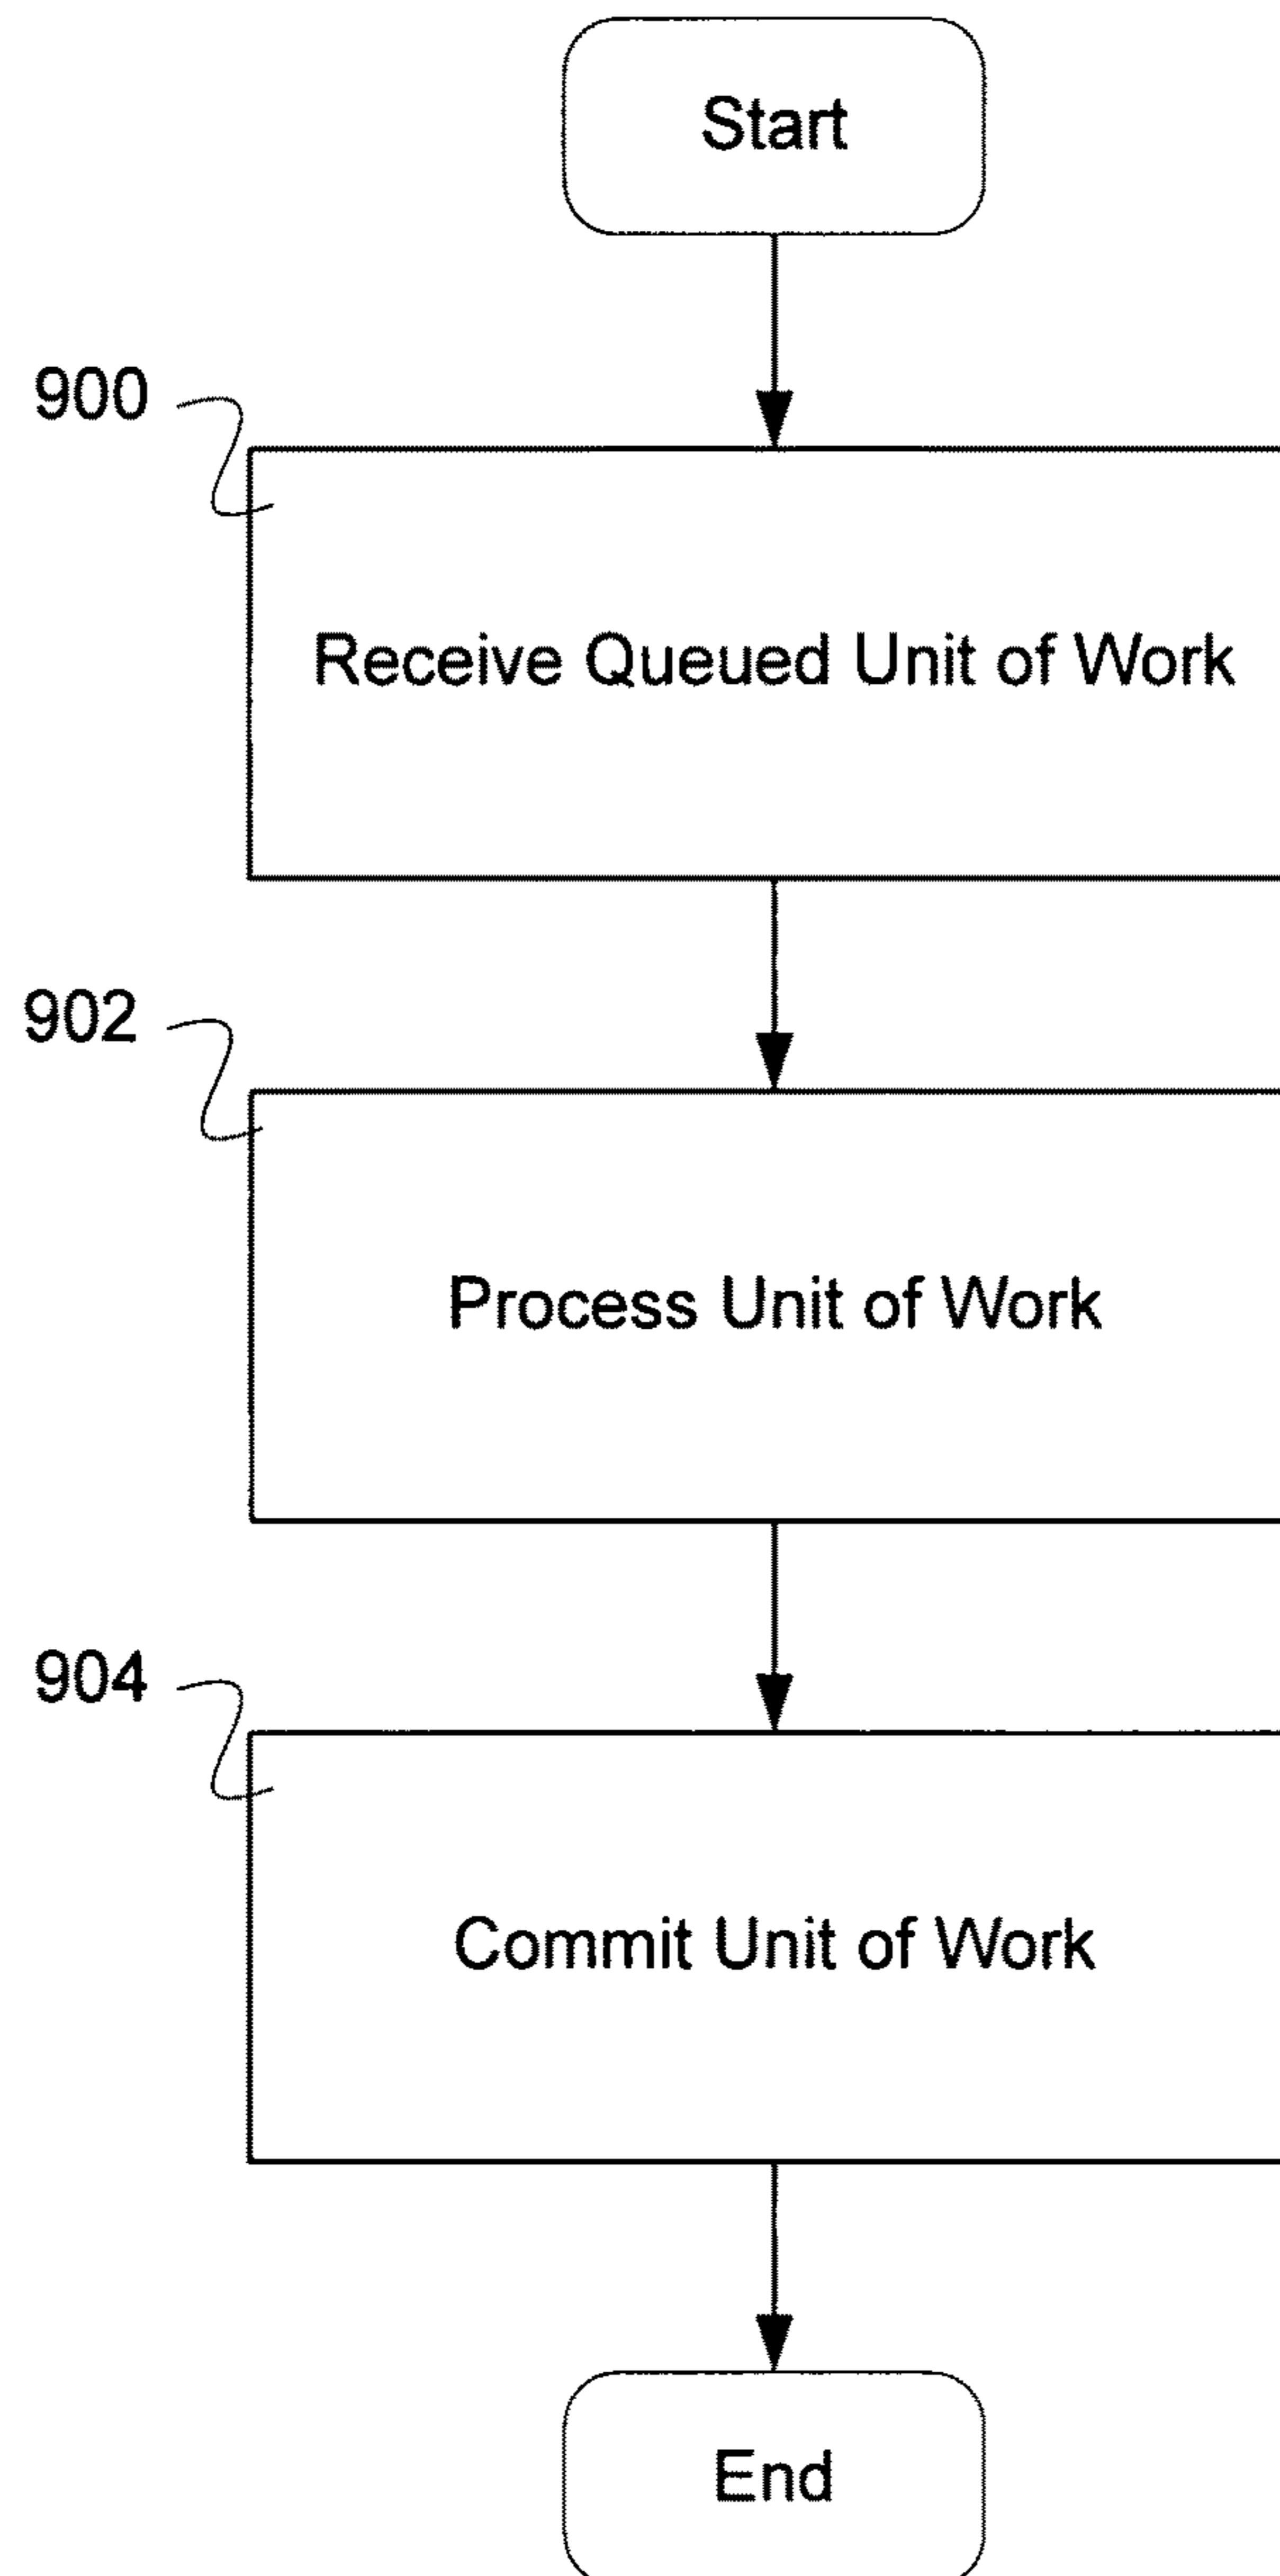 Start
900
Receive Queued Unit of Work
902
Process Unit of Work
904
Commit Unit of Work
End